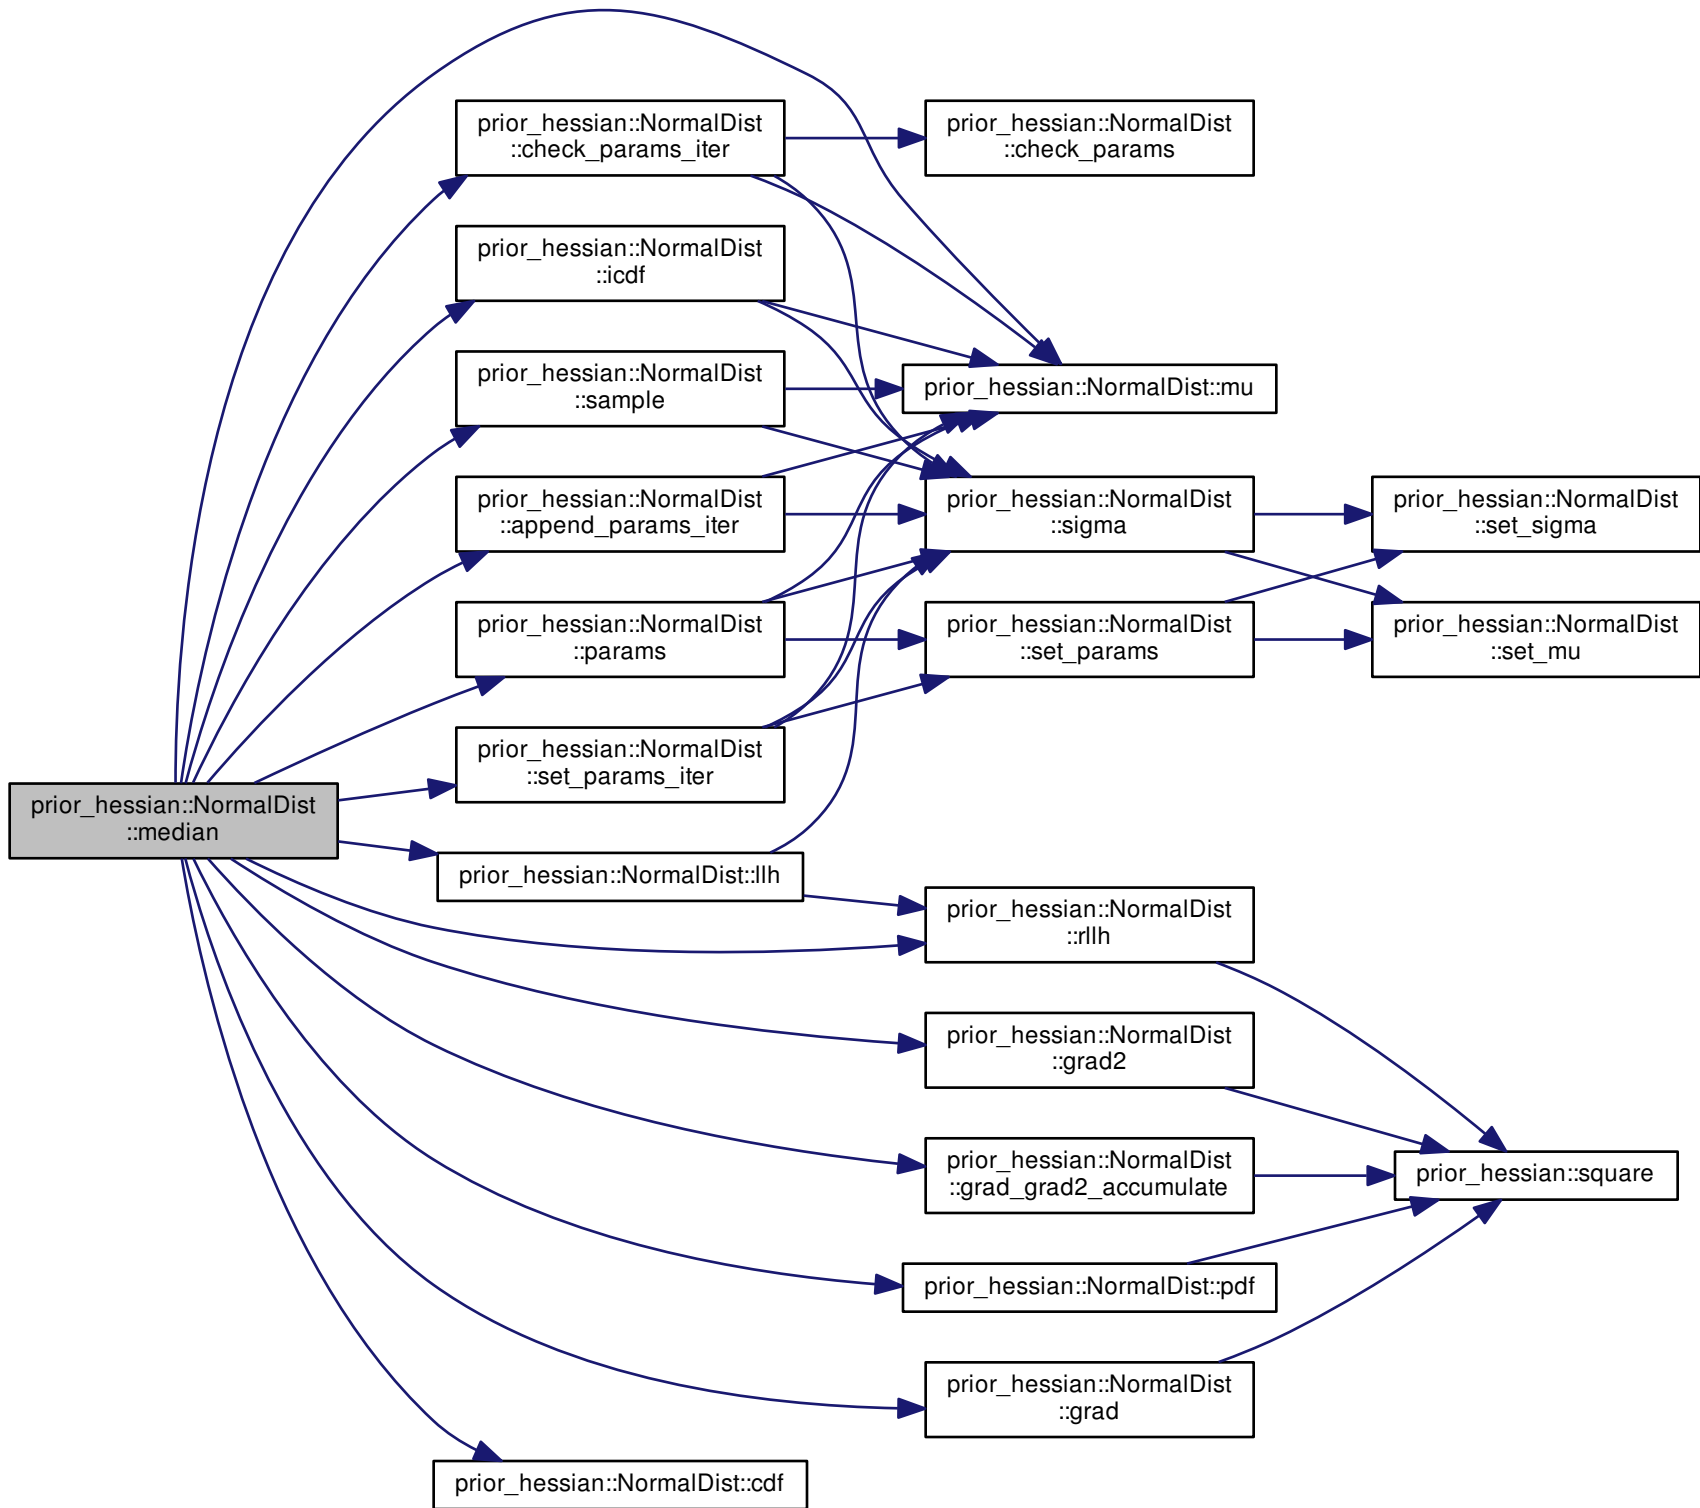 prior_hessian::NormalDist
::median
prior_hessian::NormalDist
::check_params_iter
prior_hessian::NormalDist
::icdf
prior_hessian::NormalDist
::sample
prior_hessian::NormalDist
::append_params_iter
prior_hessian::NormalDist
::params
prior_hessian::NormalDist
::set_params_iter
prior_hessian::NormalDist::llh
prior_hessian::NormalDist::cdf
prior_hessian::NormalDist
::check_params
prior_hessian::NormalDist::mu
prior_hessian::NormalDist
::sigma
prior_hessian::NormalDist
::set_params
prior_hessian::NormalDist
::rllh
prior_hessian::NormalDist
::grad2
prior_hessian::NormalDist
::grad_grad2_accumulate
prior_hessian::NormalDist::pdf
prior_hessian::NormalDist
::grad
prior_hessian::NormalDist
::set_sigma
prior_hessian::NormalDist
::set_mu
prior_hessian::square